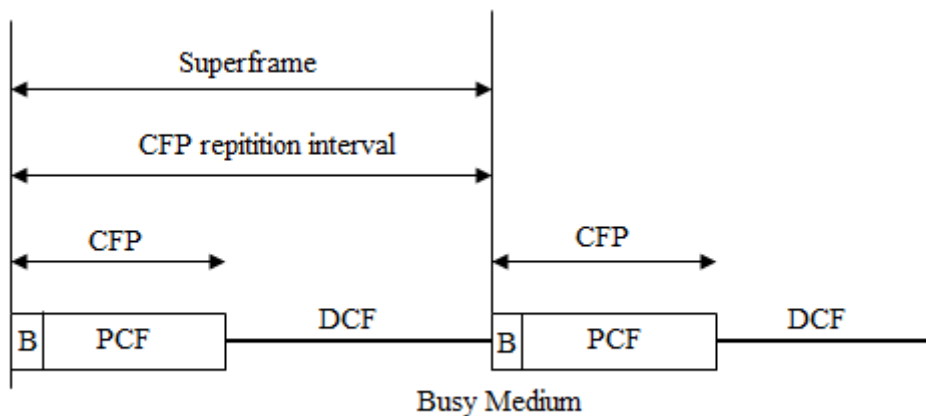 Superframe
CFP repitition interval
CFP
CFP
B
PCF
DCF
B
PCF
DCF
Busy Medium